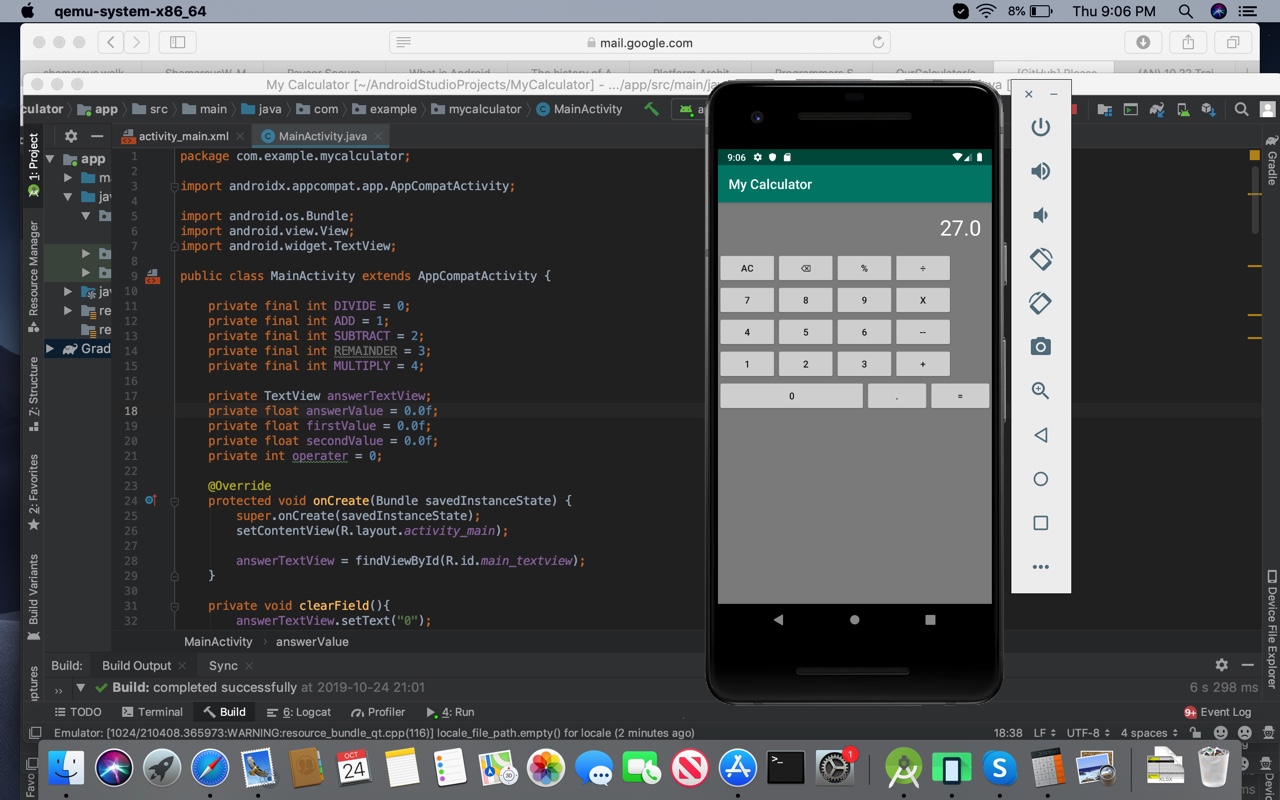 qemu-system-x86_64
8%
Thu 9:06 PM
mail.google.com
My Calculator [~/AndroidStudioProjects/MyCalculator] - .../app/src/main/ja
culator
app
src
main
java
com
example
mycalculator
MainActivity
1: Project
Resource Manager
Z: Structure
2: Favorites
Build Variants
ptures
app
Grad
activity_main.xml
MainActivity.java
1 package com.example.mycalculator;
2
3 import androidx.appcompat.app.AppCompatActivity;
4
5 import android.os.Bundle;
6 import android.view.View;
7 import android.widget.TextView;
8
9 public class MainActivity extends AppCompatActivity {
10
11 private final int DIVIDE = 0;
12 private final int ADD = 1;
13 private final int SUBTRACT = 2;
14 private final int REMAINDER = 3;
15 private final int MULTIPLY = 4;
16
17 private TextView answerTextView;
18 private float answerValue = 0.0f;
19 private float firstValue = 0.0f;
20 private float secondValue = 0.0f;
21 private int operater = 0;
22
23 @Override
24 protected void onCreate(Bundle savedInstanceState) {
25 super.onCreate(savedInstanceState);
26 setContentView(R.layout.activity_main);
27
28 answerTextView = findViewById(R.id.main_textview);
29 }
30
31 private void clearField(){
32 answerTextView.setText("0");
MainActivity › answerValue
9:06
My Calculator
27.0
AC ⌫ % ÷
7 8 9 X
4 5 6 --
1 2 3 +
0 . =
Gradle
Device File Explorer
Build:
Build Output
Sync
Build: completed successfully at 2019-10-24 21:01
6 s 298 ms
TODO
Terminal
Build
6: Logcat
Profiler
4: Run
9+ Event Log
Emulator: [1024/210408.365973:WARNING:resource_bundle_qt.cpp(116)] locale_file_path.empty() for locale (2 minutes ago)
18:38
LF
UTF-8
4 spaces
OCT
24
1
XLSX